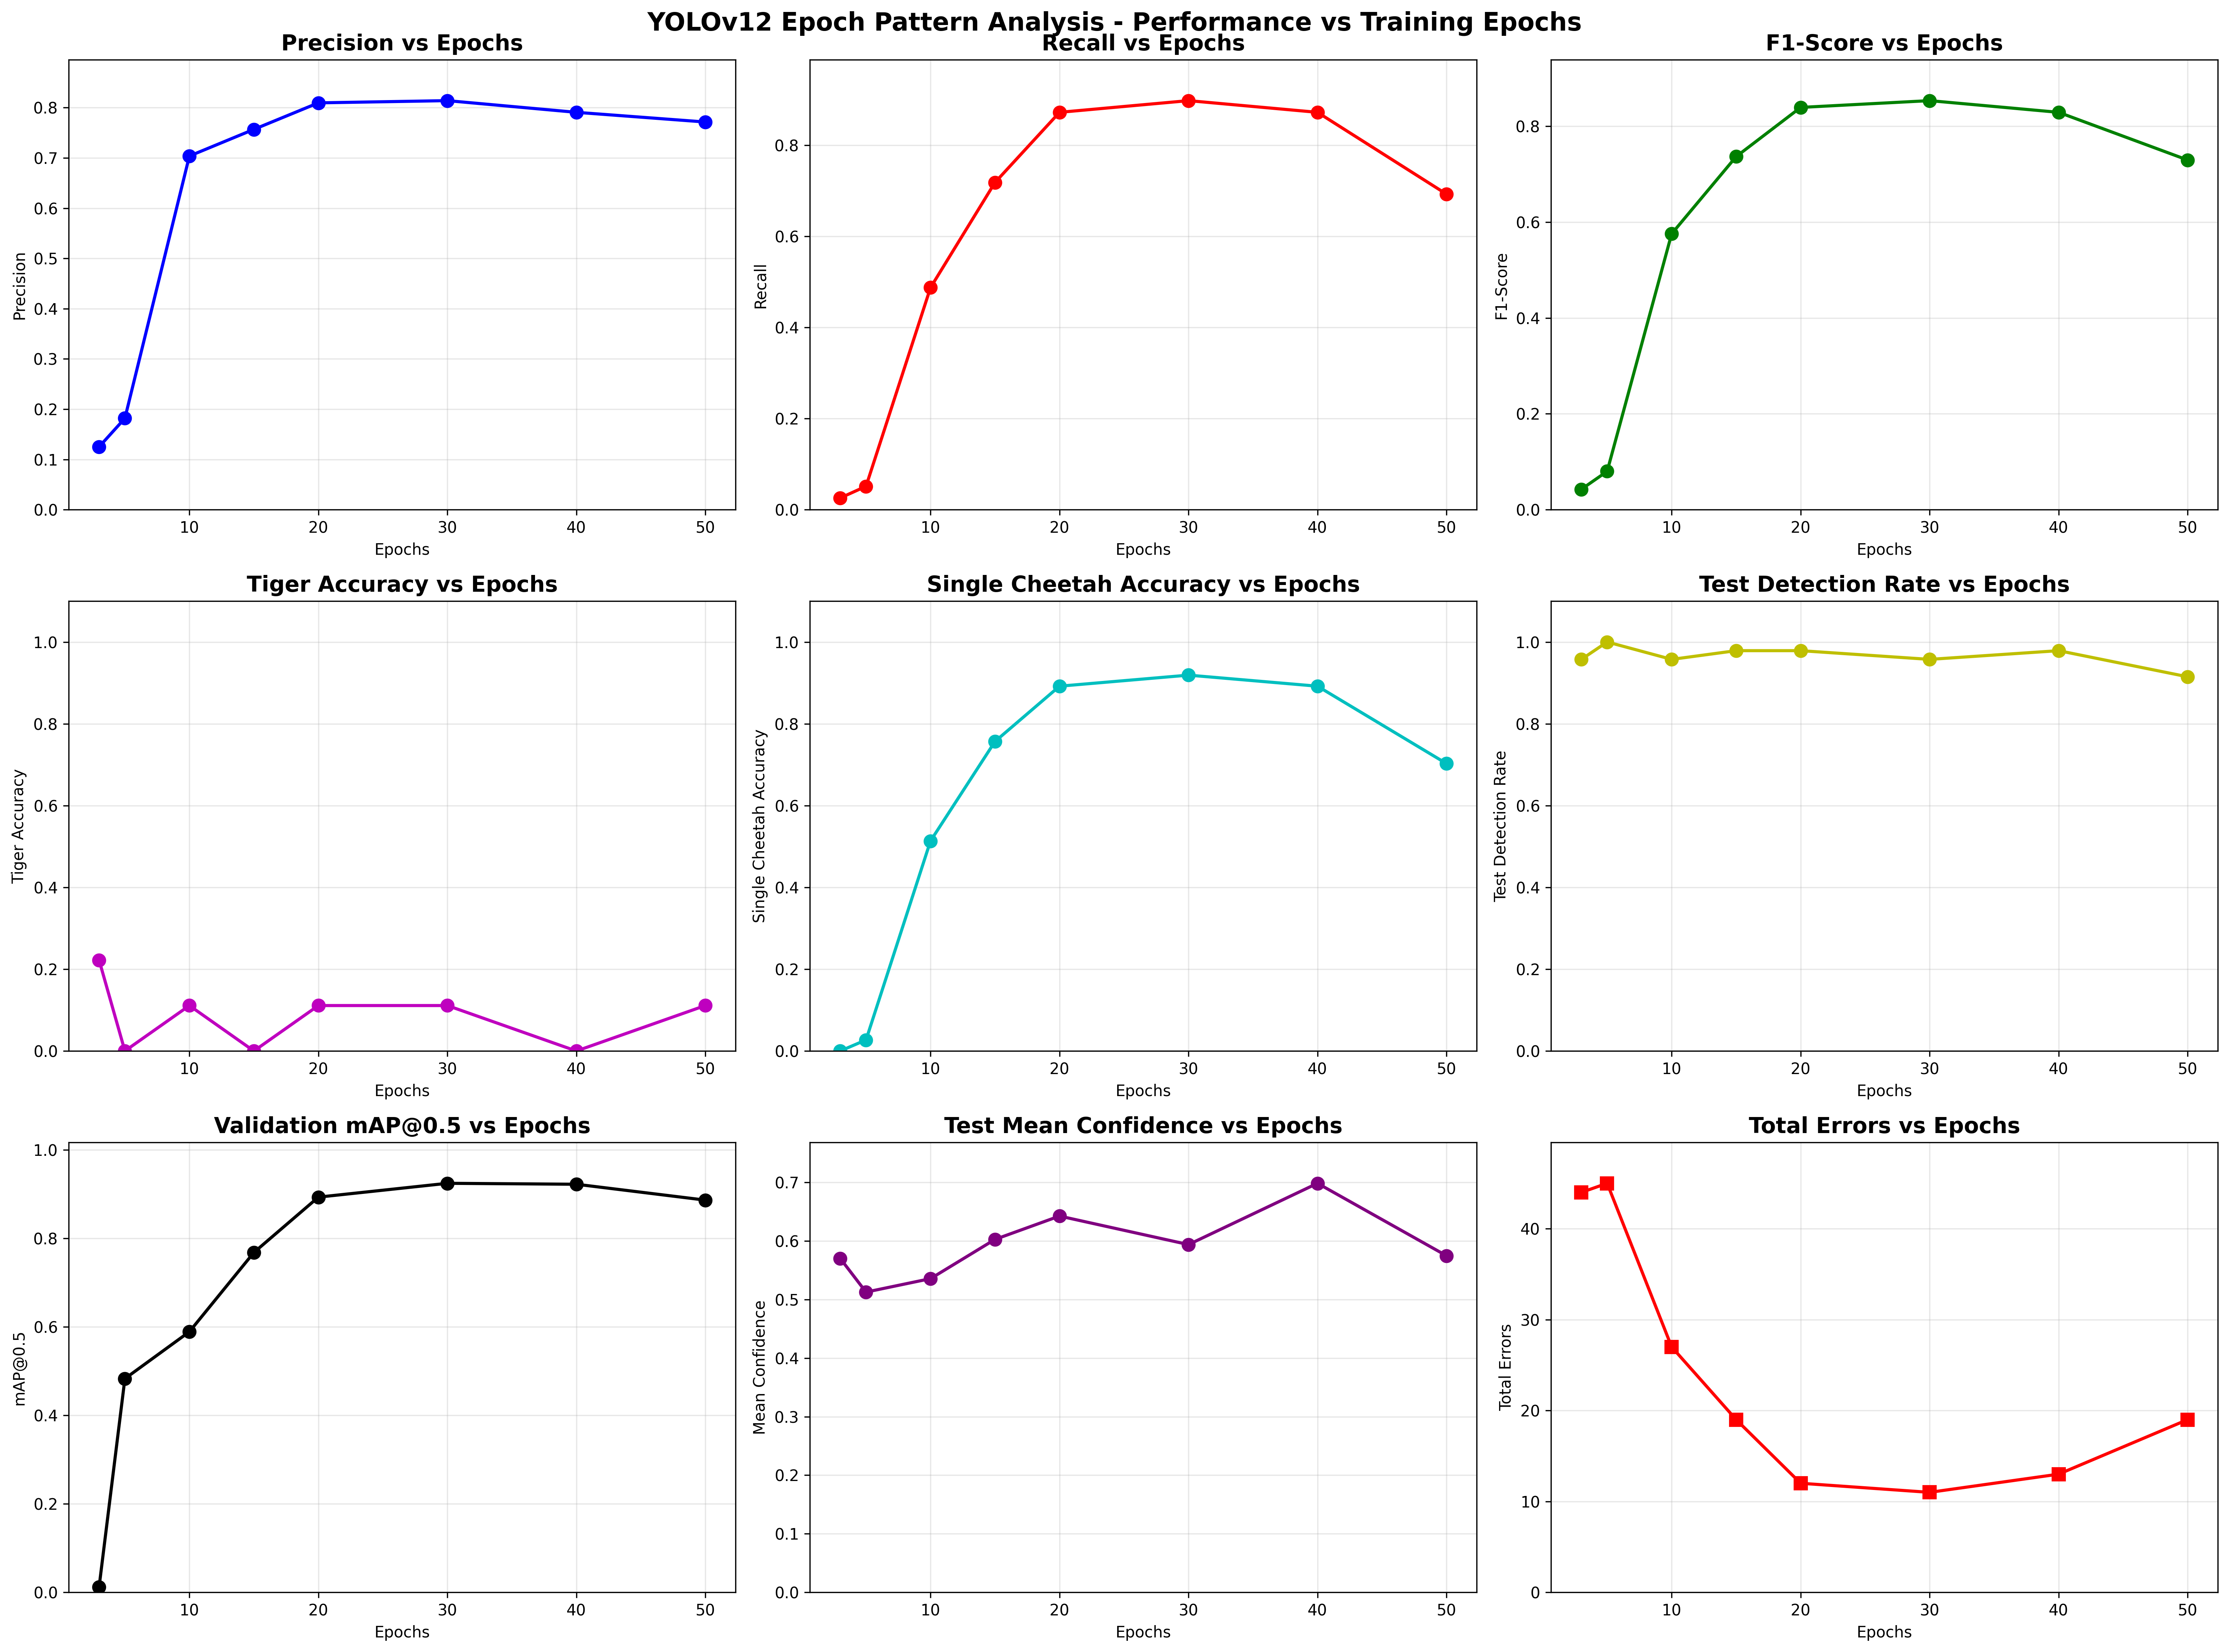 YOLOv12 Epoch Pattern Analysis - Performance vs Training Epochs
Precision vs Epochs
Precision
0.8
0.7
0.6
0.5
0.4
0.3
0.2
0.1
0.0
10 20 30 40 50
Epochs
Recall vs Epochs
Recall
0.8
0.6
0.4
0.2
0.0
10 20 30 40 50
Epochs
F1-Score vs Epochs
F1-Score
0.8
0.6
0.4
0.2
0.0
10 20 30 40 50
Epochs
Tiger Accuracy vs Epochs
Tiger Accuracy
1.0
0.8
0.6
0.4
0.2
0.0
10 20 30 40 50
Epochs
Single Cheetah Accuracy vs Epochs
Single Cheetah Accuracy
1.0
0.8
0.6
0.4
0.2
0.0
10 20 30 40 50
Epochs
Test Detection Rate vs Epochs
Test Detection Rate
1.0
0.8
0.6
0.4
0.2
0.0
10 20 30 40 50
Epochs
Validation mAP@0.5 vs Epochs
mAP@0.5
1.0
0.8
0.6
0.4
0.2
0.0
10 20 30 40 50
Epochs
Test Mean Confidence vs Epochs
Mean Confidence
0.7
0.6
0.5
0.4
0.3
0.2
0.1
0.0
10 20 30 40 50
Epochs
Total Errors vs Epochs
Total Errors
40
30
20
10
0
10 20 30 40 50
Epochs